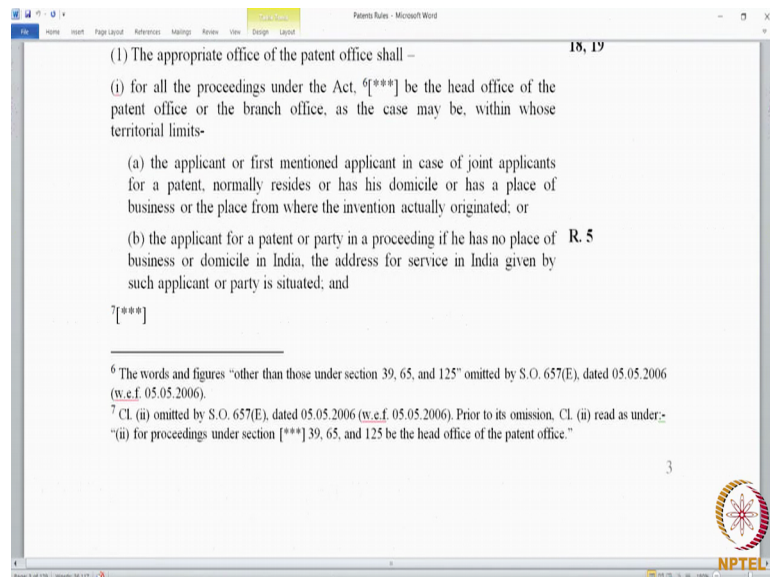 Patents Rules - Microsoft Word
File Home Insert Page Layout References Mailings Review View Design Layout
(1) The appropriate office of the patent office shall – 18, 19
(i) for all the proceedings under the Act, 6[***] be the head office of the
patent office or the branch office, as the case may be, within whose
territorial limits-
(a) the applicant or first mentioned applicant in case of joint applicants
for a patent, normally resides or has his domicile or has a place of
business or the place from where the invention actually originated; or
(b) the applicant for a patent or party in a proceeding if he has no place of R. 5
business or domicile in India, the address for service in India given by
such applicant or party is situated; and
7[***]
6 The words and figures “other than those under section 39, 65, and 125” omitted by S.O. 657(E), dated 05.05.2006
(w.e.f. 05.05.2006).
7 Cl. (ii) omitted by S.O. 657(E), dated 05.05.2006 (w.e.f. 05.05.2006). Prior to its omission, Cl. (ii) read as under:-
“(ii) for proceedings under section [***] 39, 65, and 125 be the head office of the patent office.”
3
NPTEL